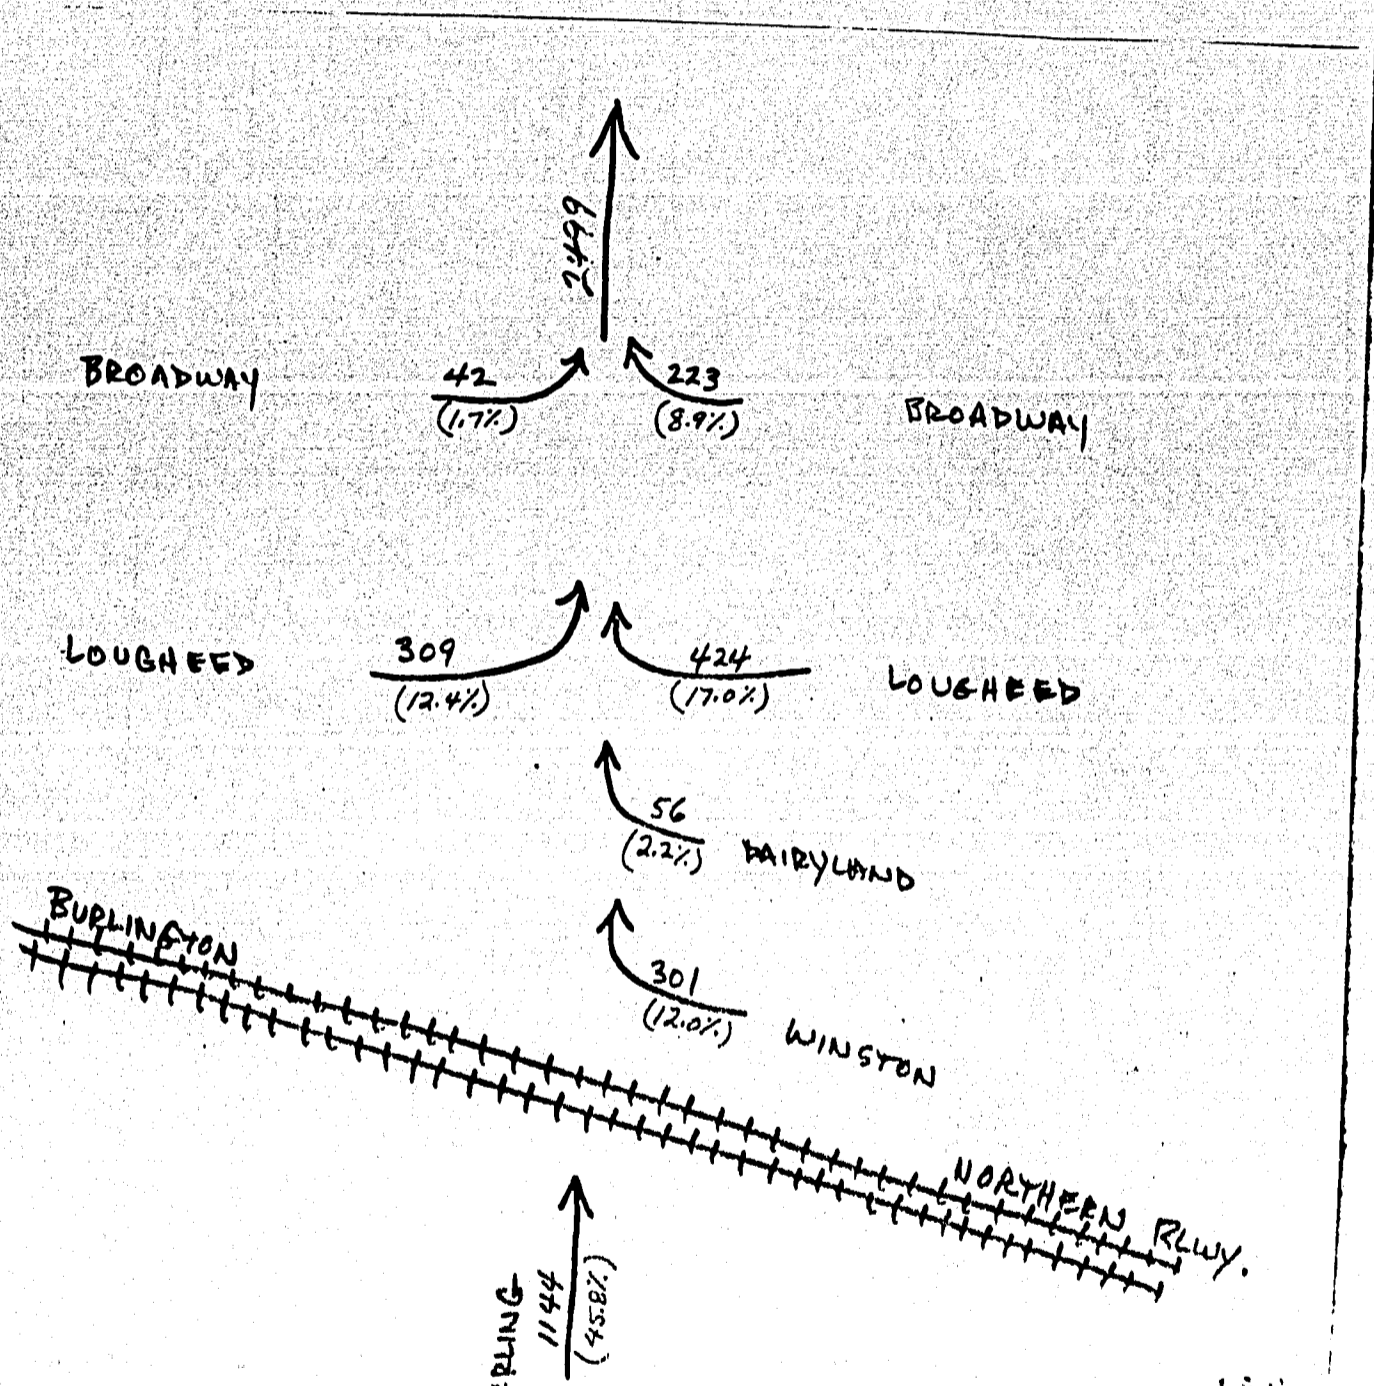 2499
BROADWAY
42
(1.7%)
223
(8.9%)
BROADWAY
LOUGHEED
309
(12.4%)
424
(17.0%)
LOUGHEED
56
(2.2%)
DAIRYLAND
BURLINGTON
301
(12.0%)
WINSTON
NORTHERN RLWY.
1144
(45.8%)